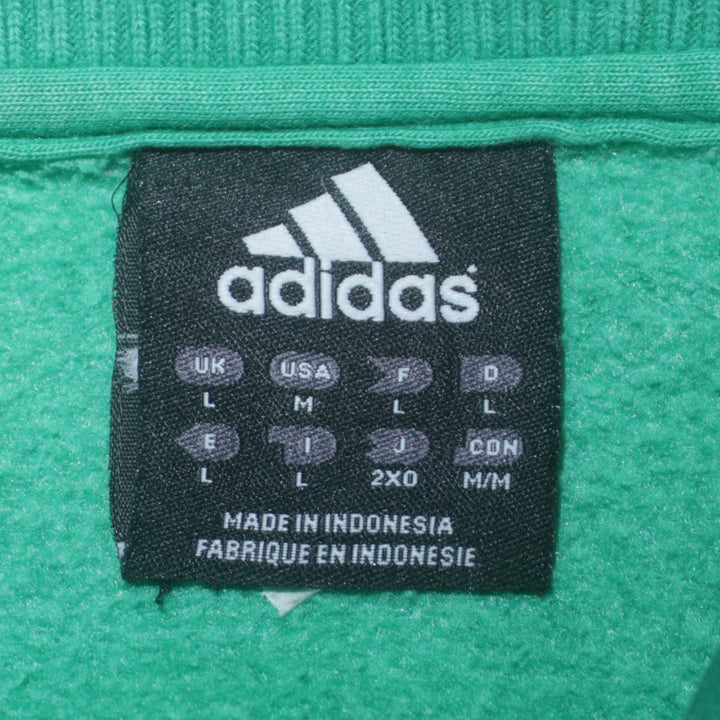 adidas
UK USA F D
L M L L
E I J CON
L L 2XO M/M
MADE IN INDONESIA
FABRIQUE EN INDONESIE